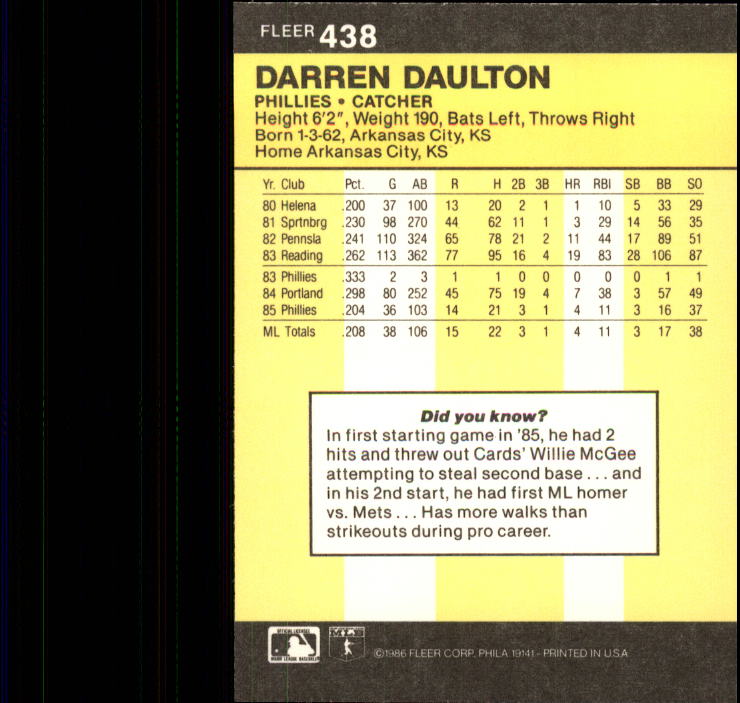 FLEER 438
DARREN DAULTON
PHILLIES • CATCHER
Height 6'2", Weight 190, Bats Left, Throws Right
Born 1-3-62, Arkansas City, KS
Home Arkansas City, KS
Yr. Club Pct. G AB R H 2B 3B HR RBI SB BB SO
80 Helena .200 37 100 13 20 2 1 1 10 5 33 29
81 Sprtnbrg .230 98 270 44 62 11 1 3 29 14 56 35
82 Pennsla .241 110 324 65 78 21 2 11 44 17 89 51
83 Reading .262 113 362 77 95 16 4 19 83 28 106 87
83 Phillies .333 2 3 1 1 0 0 0 0 0 1 1
84 Portland .298 80 252 45 75 19 4 7 38 3 57 49
85 Phillies .204 36 103 14 21 3 1 4 11 3 16 37
ML Totals .208 38 106 15 22 3 1 4 11 3 17 38
Did you know?
In first starting game in '85, he had 2
hits and threw out Cards' Willie McGee
attempting to steal second base . . . and
in his 2nd start, he had first ML homer
vs. Mets . . . Has more walks than
strikeouts during pro career.
OFFICIAL LICENSEE
MAJOR LEAGUE BASEBALL
©1986 FLEER CORP. PHILA. 19141 - PRINTED IN U.S.A